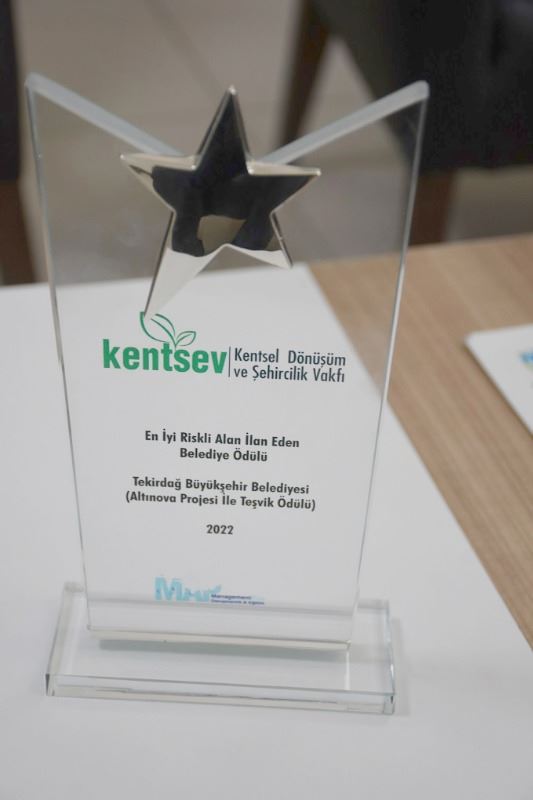 kentsev
Kentsel Dönüşüm
ve Şehircilik Vakfı
En İyi Riskli Alan İlan Eden
Belediye Ödülü
Tekirdağ Büyükşehir Belediyesi
(Altınova Projesi İle Teşvik Ödülü)
2022
Management